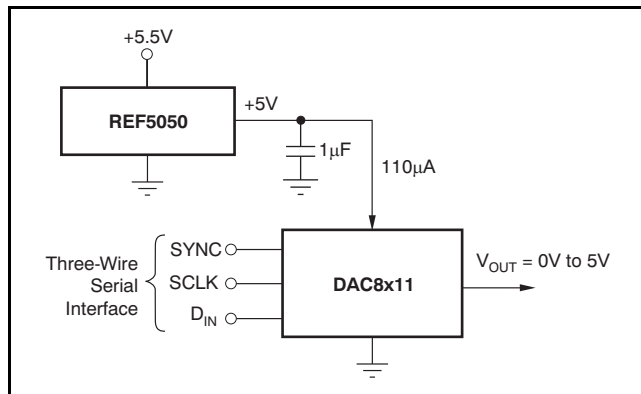 +5.5V
REF5050
+5V
1μF
110μA
Three-Wire
Serial
Interface
SYNC
SCLK
DIN
DAC8x11
VOUT = 0V to 5V